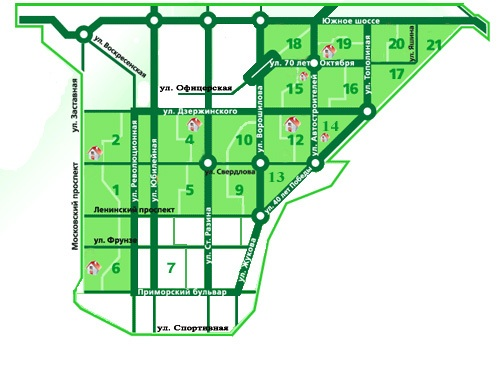 Южное шоссе
ул. Воскресенская
18
19
20
ул. Яшина
21
ул. 70 лет Октября
ул. Тополиная
17
ул. Заставная
ул. Офицерская
15
16
ул. Ворошилова
ул. Автостроителей
ул. Дзержинского
14
2
4
10
12
ул. Революционная
ул. Юбилейная
ул. Свердлова
13
ул. 40 лет Победы
Московский проспект
1
5
9
Ленинский проспект
ул. Ст. Разина
ул. Фрунзе
ул. Жукова
6
7
Приморский бульвар
ул. Спортивная